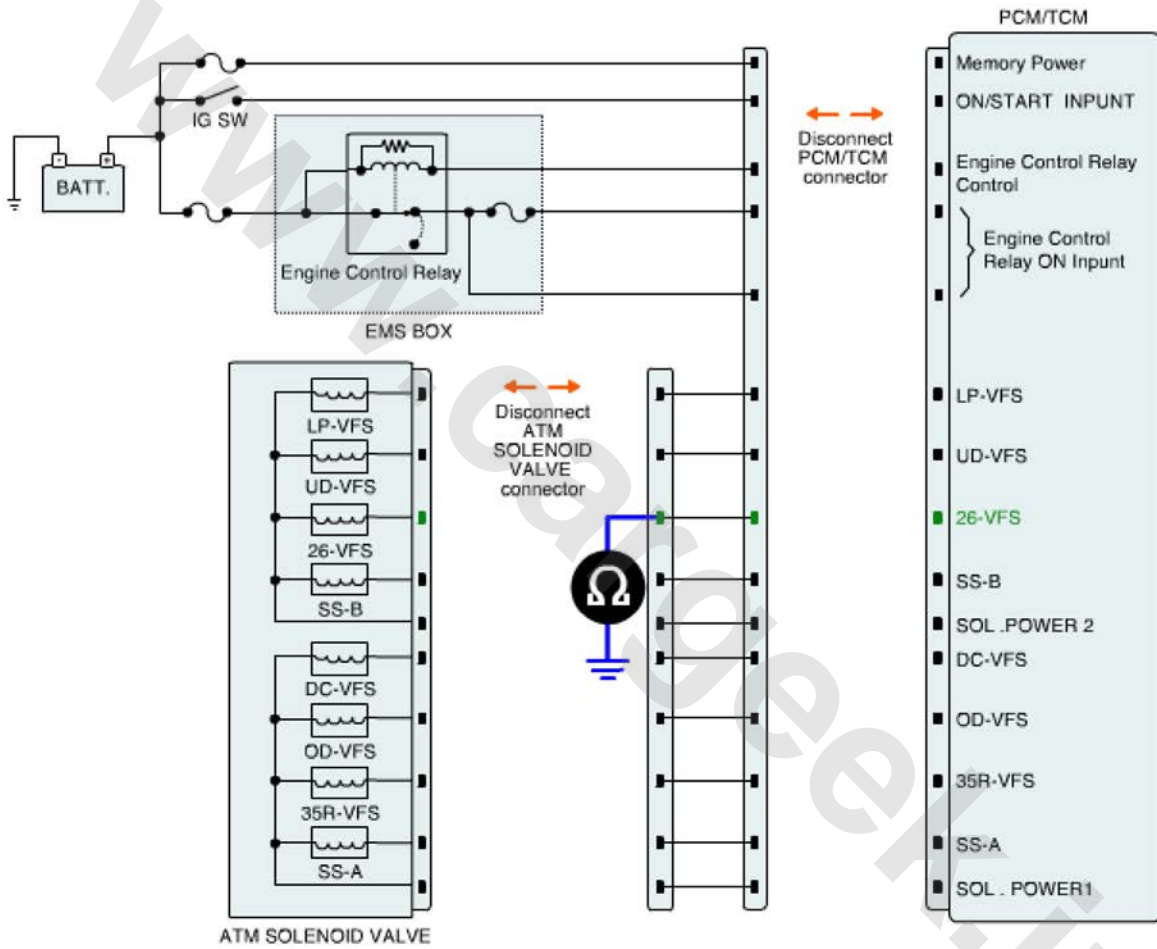 PCM/TCM
Memory Power
ON/START INPUNT
IG SW
Disconnect
PCM/TCM
connector
Engine Control Relay
Control
BATT.
-
+
Engine Control
Relay ON Inpunt
Engine Control Relay
EMS BOX
LP-VFS
UD-VFS
26-VFS
SS-B
DC-VFS
OD-VFS
35R-VFS
SS-A
ATM SOLENOID VALVE
Disconnect
ATM
SOLENOID
VALVE
connector
Ω
LP-VFS
UD-VFS
26-VFS
SS-B
SOL .POWER 2
DC-VFS
OD-VFS
35R-VFS
SS-A
SOL . POWER1